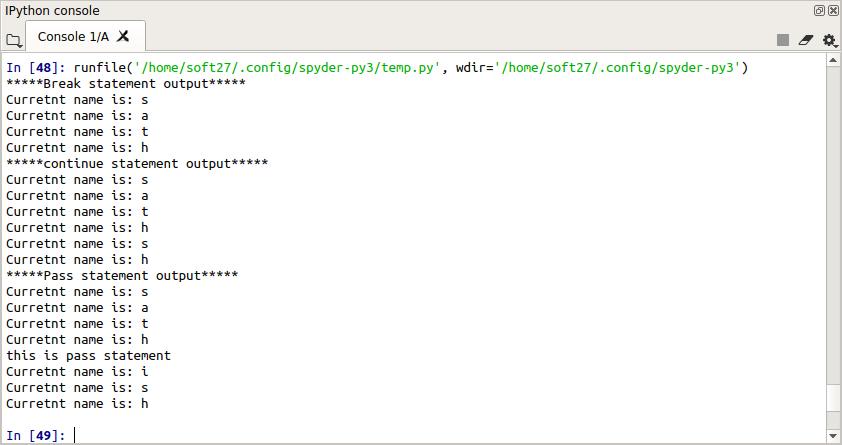 IPython console
Console 1/A
In [48]: runfile('/home/soft27/.config/spyder-py3/temp.py', wdir='/home/soft27/.config/spyder-py3')
*****Break statement output*****
Curretnt name is: s
Curretnt name is: a
Curretnt name is: t
Curretnt name is: h
*****continue statement output*****
Curretnt name is: s
Curretnt name is: a
Curretnt name is: t
Curretnt name is: h
Curretnt name is: s
Curretnt name is: h
*****Pass statement output*****
Curretnt name is: s
Curretnt name is: a
Curretnt name is: t
Curretnt name is: h
this is pass statement
Curretnt name is: i
Curretnt name is: s
Curretnt name is: h
In [49]: